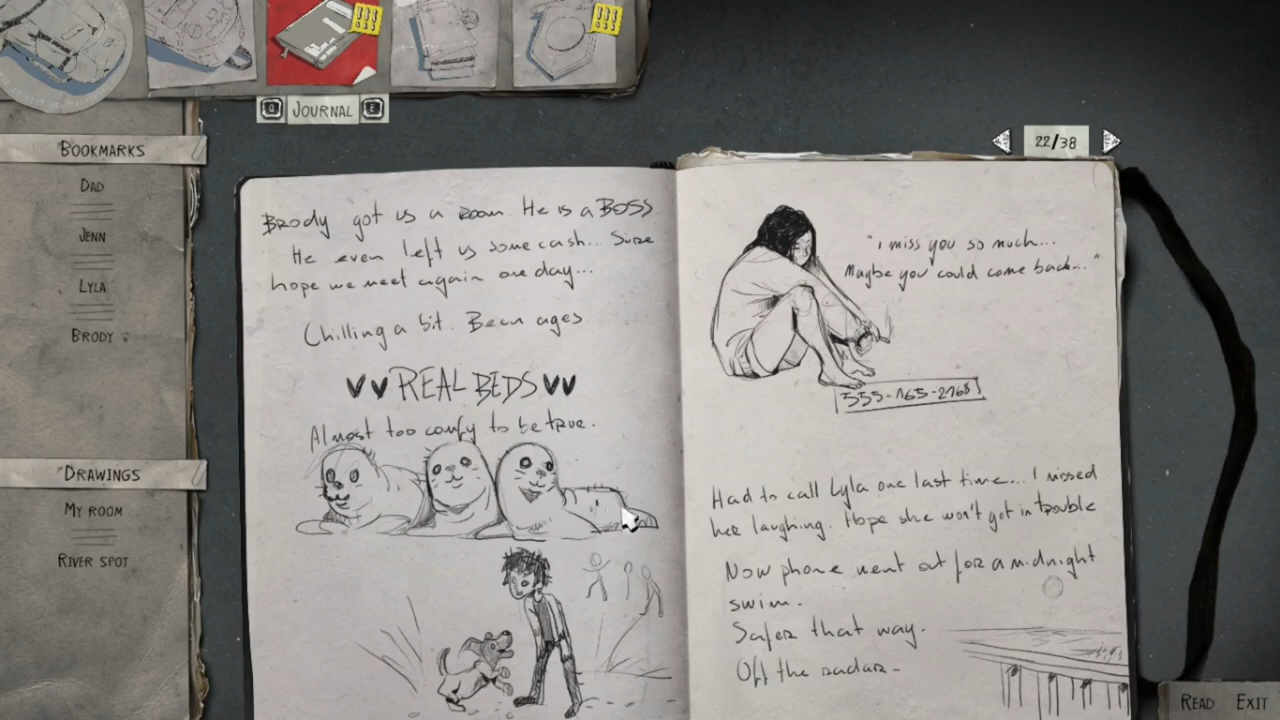 Q JOURNAL E
22/38
BOOKMARKS
DAD
JENN
LYLA
BRODY
DRAWINGS
MY ROOM
RIVER SPOT
Brody got us a room. He is a BOSS
He even left us some cash... Sure
hope we meet again one day...
Chilling a bit. Been ages
REAL BEDS
Almost too comfy to be true.
"I miss you so much...
Maybe you could come back..."
Had to call Lyla one last time... I missed
her laughing. Hope she won't get in trouble
Now phone went out for a midnight
swim.
Safer that way.
Off the radar -
READ EXIT